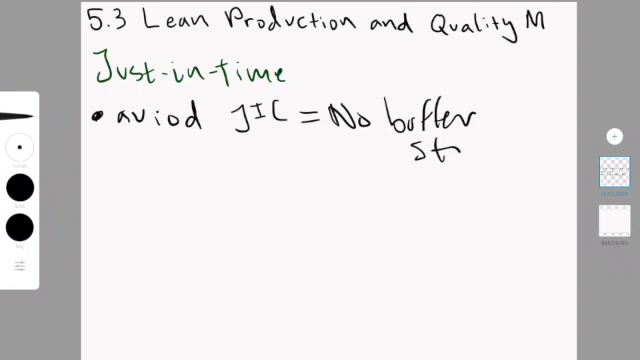 5.3 Lean Production and Quality M
Just-in-time
• aviod JIC = No buffer
st